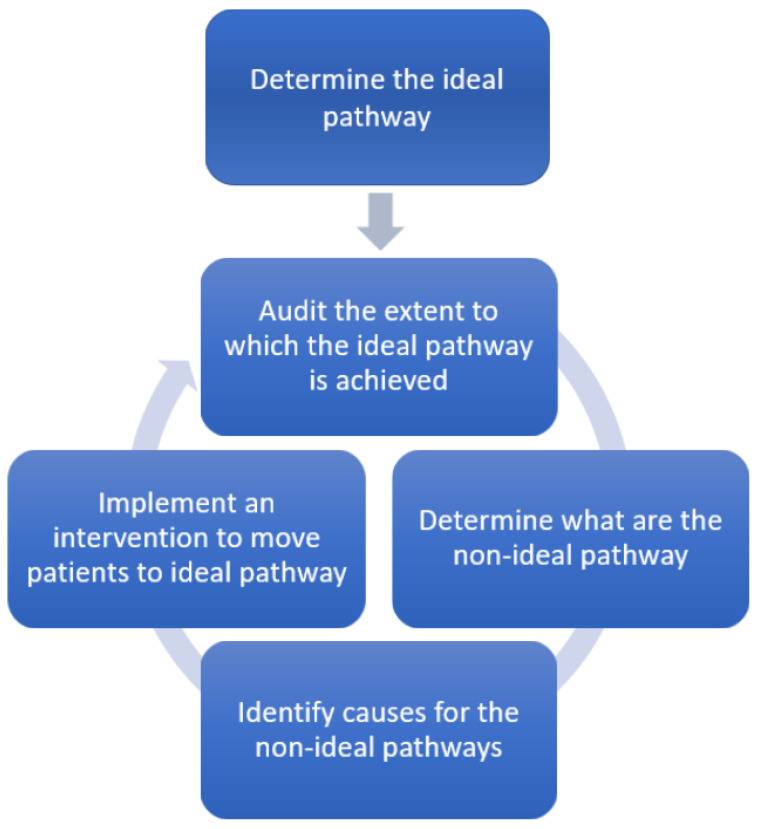 Determine the ideal
pathway
Audit the extent to
which the ideal pathway
is achieved
Implement an
intervention to move
patients to ideal pathway
Determine what are the
non-ideal pathway
Identify causes for the
non-ideal pathways